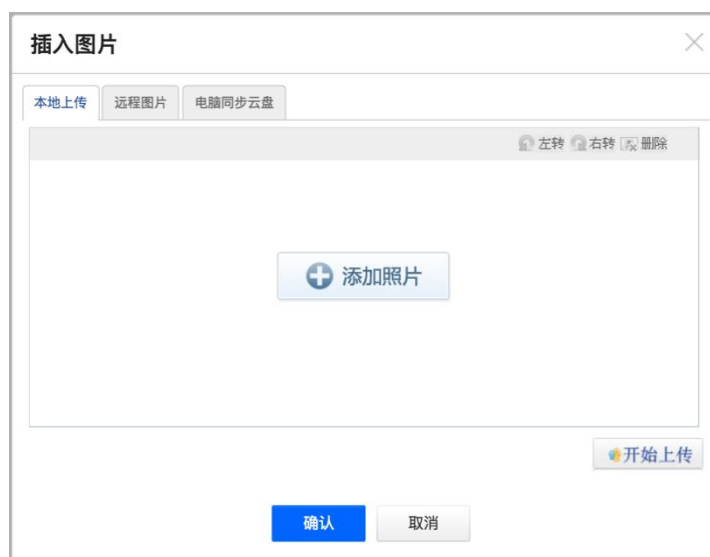 插入图片
本地上传 远程图片 电脑同步云盘
左转 右转 删除
添加照片
开始上传
确认 取消